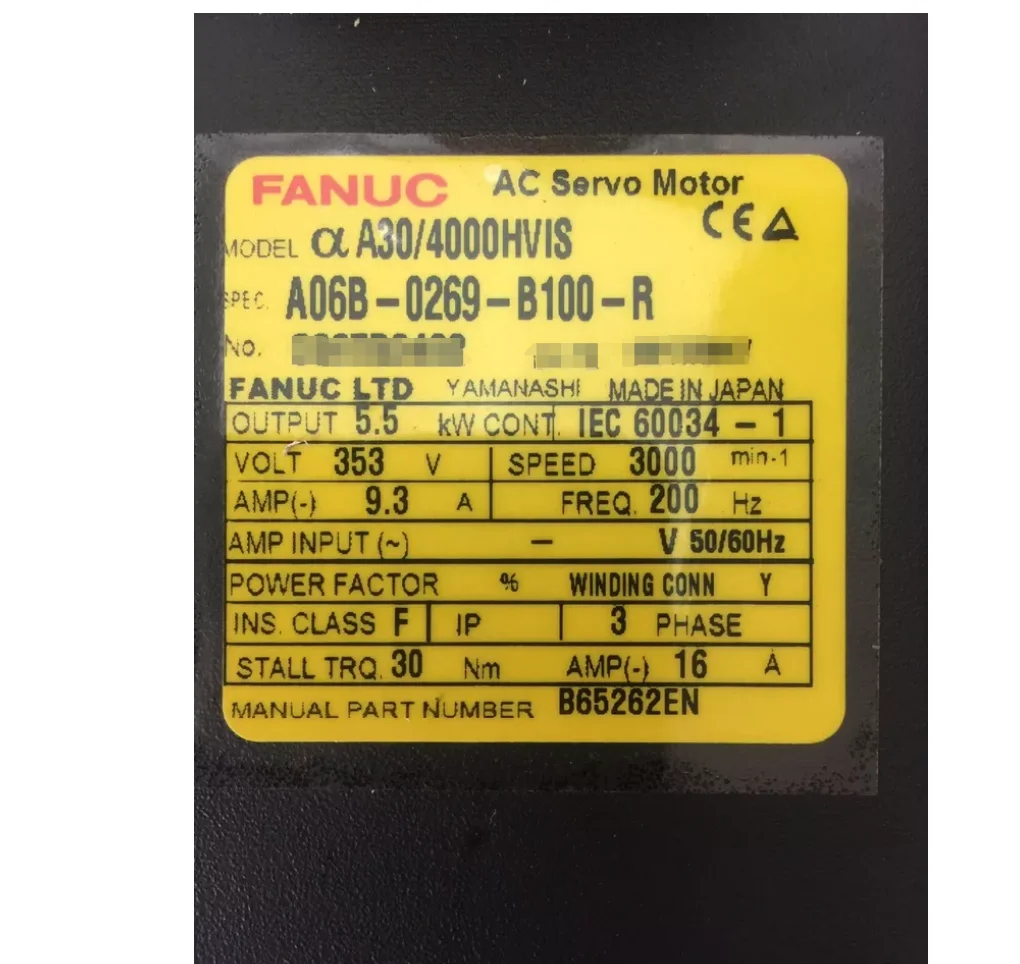 FANUC AC Servo Motor
MODEL α A30/4000HVIS CE
SPEC. A06B-0269-B100-R
No.
FANUC LTD YAMANASHI MADE IN JAPAN
OUTPUT 5.5 kW CONT. IEC 60034-1
VOLT 353 V SPEED 3000 min-1
AMP(-) 9.3 A FREQ. 200 Hz
AMP INPUT (~) - V 50/60Hz
POWER FACTOR % WINDING CONN Y
INS. CLASS F IP 3 PHASE
STALL TRQ. 30 Nm AMP(-) 16 A
MANUAL PART NUMBER B65262EN